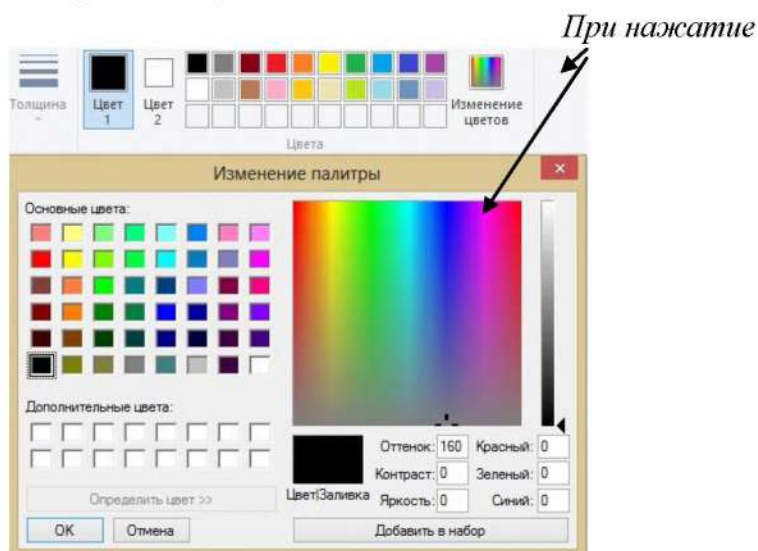 При нажатие
Толщина
Цвет 1
Цвет 2
Изменение цветов
Цвета
Изменение палитры
Основные цвета:
Дополнительные цвета:
Определить цвет >>
ОК
Отмена
Цвет|Заливка
Оттенок: 160
Красный: 0
Контраст: 0
Зеленый: 0
Яркость: 0
Синий: 0
Добавить в набор